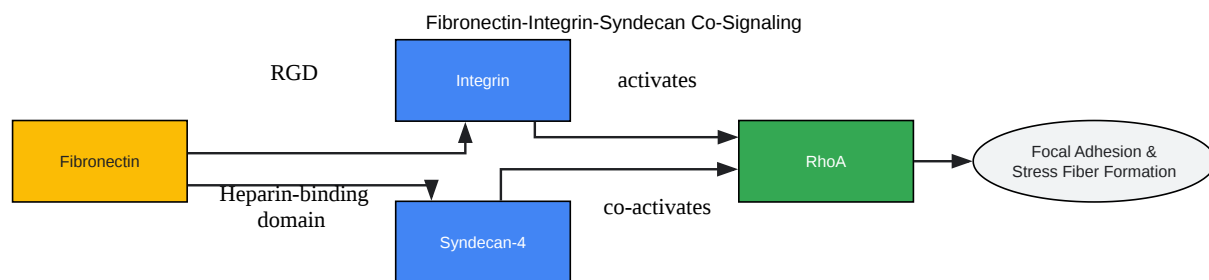 Fibronectin-Integrin-Syndecan Co-Signaling
RGD
Integrin
activates
Fibronectin
RhoA
Focal Adhesion &
Stress Fiber Formation
Heparin-binding
domain
Syndecan-4
co-activates